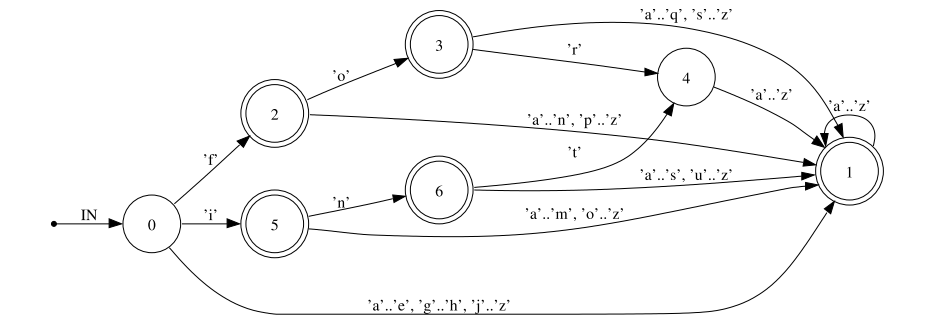 'a'..'q', 's'..'z'
3
'r'
4
'o'
'a'..'z'
'a'..'z'
2
'a'..'n', 'p'..'z'
'f'
't'
1
6
'a'..'s', 'u'..'z'
'n'
IN
0
'i'
5
'a'..'m', 'o'..'z'
'a'..'e', 'g'..'h', 'j'..'z'